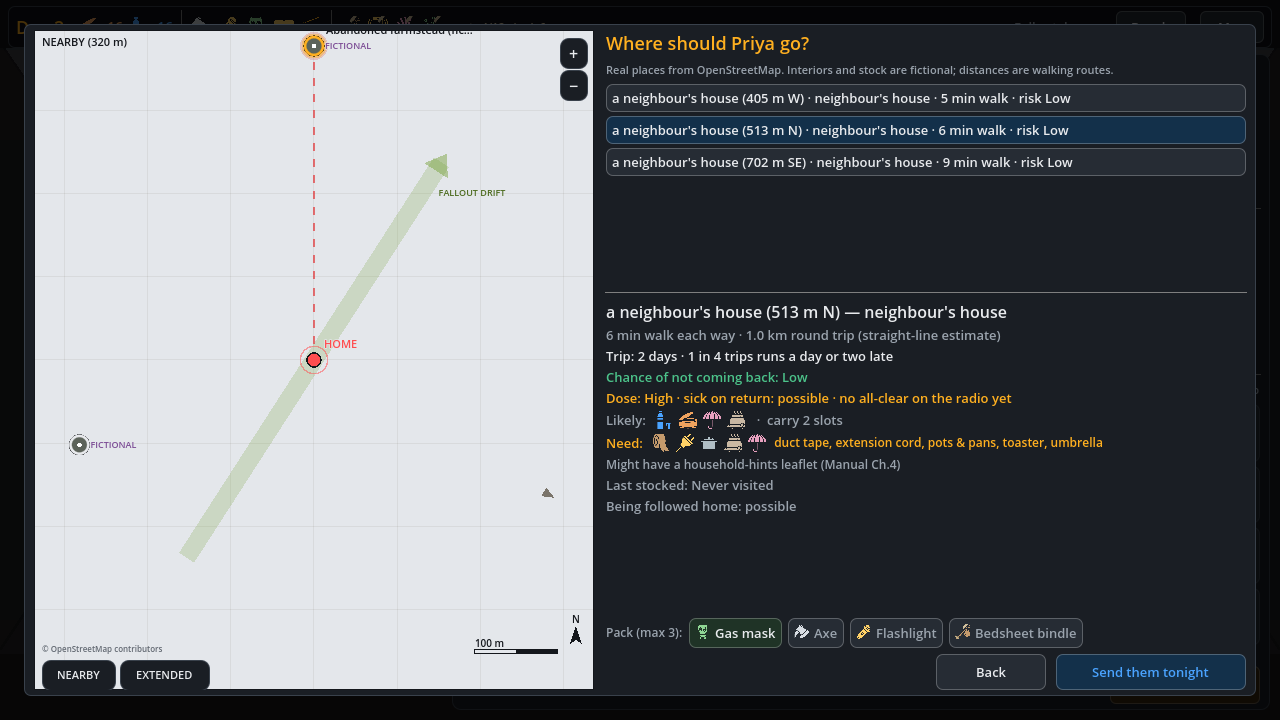 NEARBY (320 m)
FICTIONAL
+
−
FALLOUT DRIFT
HOME
FICTIONAL
N
100 m
© OpenStreetMap contributors
NEARBY
EXTENDED
Where should Priya go?
Real places from OpenStreetMap. Interiors and stock are fictional; distances are walking routes.
a neighbour's house (405 m W) · neighbour's house · 5 min walk · risk Low
a neighbour's house (513 m N) · neighbour's house · 6 min walk · risk Low
a neighbour's house (702 m SE) · neighbour's house · 9 min walk · risk Low
a neighbour's house (513 m N) — neighbour's house
6 min walk each way · 1.0 km round trip (straight-line estimate)
Trip: 2 days · 1 in 4 trips runs a day or two late
Chance of not coming back: Low
Dose: High · sick on return: possible · no all-clear on the radio yet
Likely: · carry 2 slots
Need: duct tape, extension cord, pots & pans, toaster, umbrella
Might have a household-hints leaflet (Manual Ch.4)
Last stocked: Never visited
Being followed home: possible
Pack (max 3): Gas mask Axe Flashlight Bedsheet bindle
Back
Send them tonight